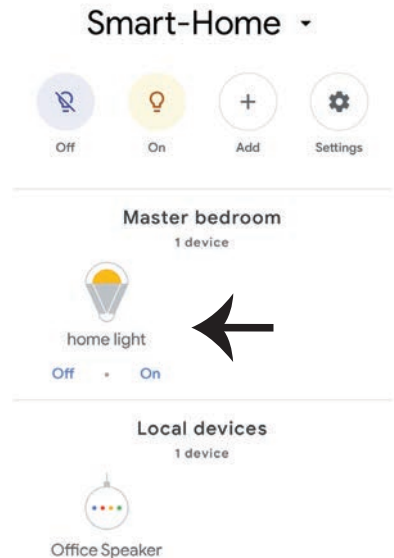 Smart-Home
Off On Add Settings
Master bedroom
1 device
home light
Off · On
Local devices
1 device
Office Speaker